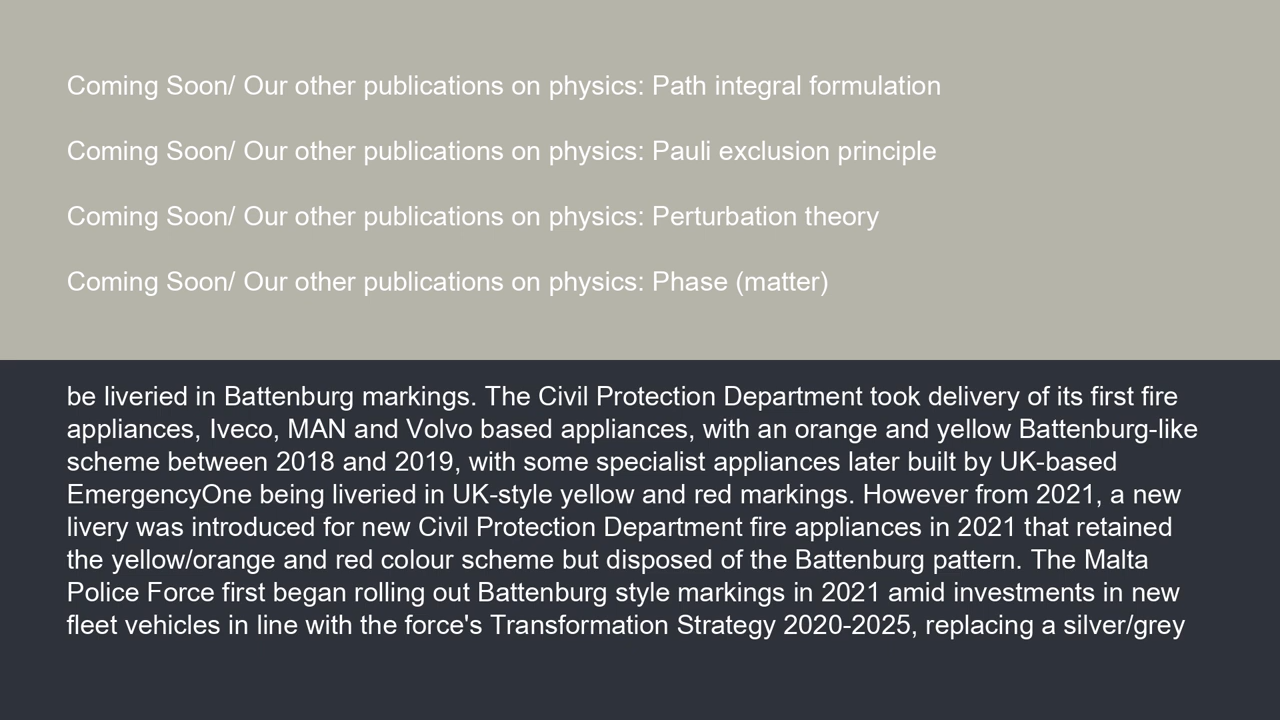 Coming Soon/ Our other publications on physics: Path integral formulation
Coming Soon/ Our other publications on physics: Pauli exclusion principle
Coming Soon/ Our other publications on physics: Perturbation theory
Coming Soon/ Our other publications on physics: Phase (matter)
be liveried in Battenburg markings. The Civil Protection Department took delivery of its first fire
appliances, Iveco, MAN and Volvo based appliances, with an orange and yellow Battenburg-like
scheme between 2018 and 2019, with some specialist appliances later built by UK-based
EmergencyOne being liveried in UK-style yellow and red markings. However from 2021, a new
livery was introduced for new Civil Protection Department fire appliances in 2021 that retained
the yellow/orange and red colour scheme but disposed of the Battenburg pattern. The Malta
Police Force first began rolling out Battenburg style markings in 2021 amid investments in new
fleet vehicles in line with the force's Transformation Strategy 2020-2025, replacing a silver/grey